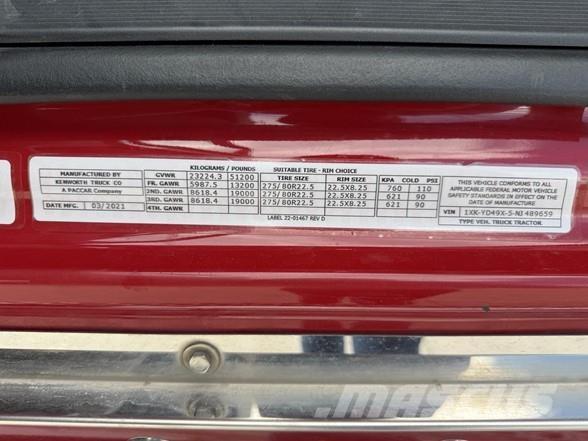 MANUFACTURED BY
KENWORTH TRUCK CO
A PACCAR Company
DATE MFG. 03/2021
KILOGRAMS / POUNDS SUITABLE TIRE - RIM CHOICE
GVWR 23224.3 51200 TIRE SIZE RIM SIZE KPA COLD PSI
FR. GAWR 5987.5 13200 275/80R22.5 22.5X8.25 760 110
2ND. GAWR 8618.4 19000 275/80R22.5 22.5X8.25 621 90
3RD. GAWR 8618.4 19000 275/80R22.5 22.5X8.25 621 90
4TH. GAWR
LABEL 22-01467 REV D
THIS VEHICLE CONFORMS TO ALL
APPLICABLE FEDERAL MOTOR VEHICLE
SAFETY STANDARDS IN EFFECT ON THE
DATE OF MANUFACTURE
VIN 1XK-YD49X-5-NJ489659
TYPE VEH. TRUCK TRACTOR
MASCUS